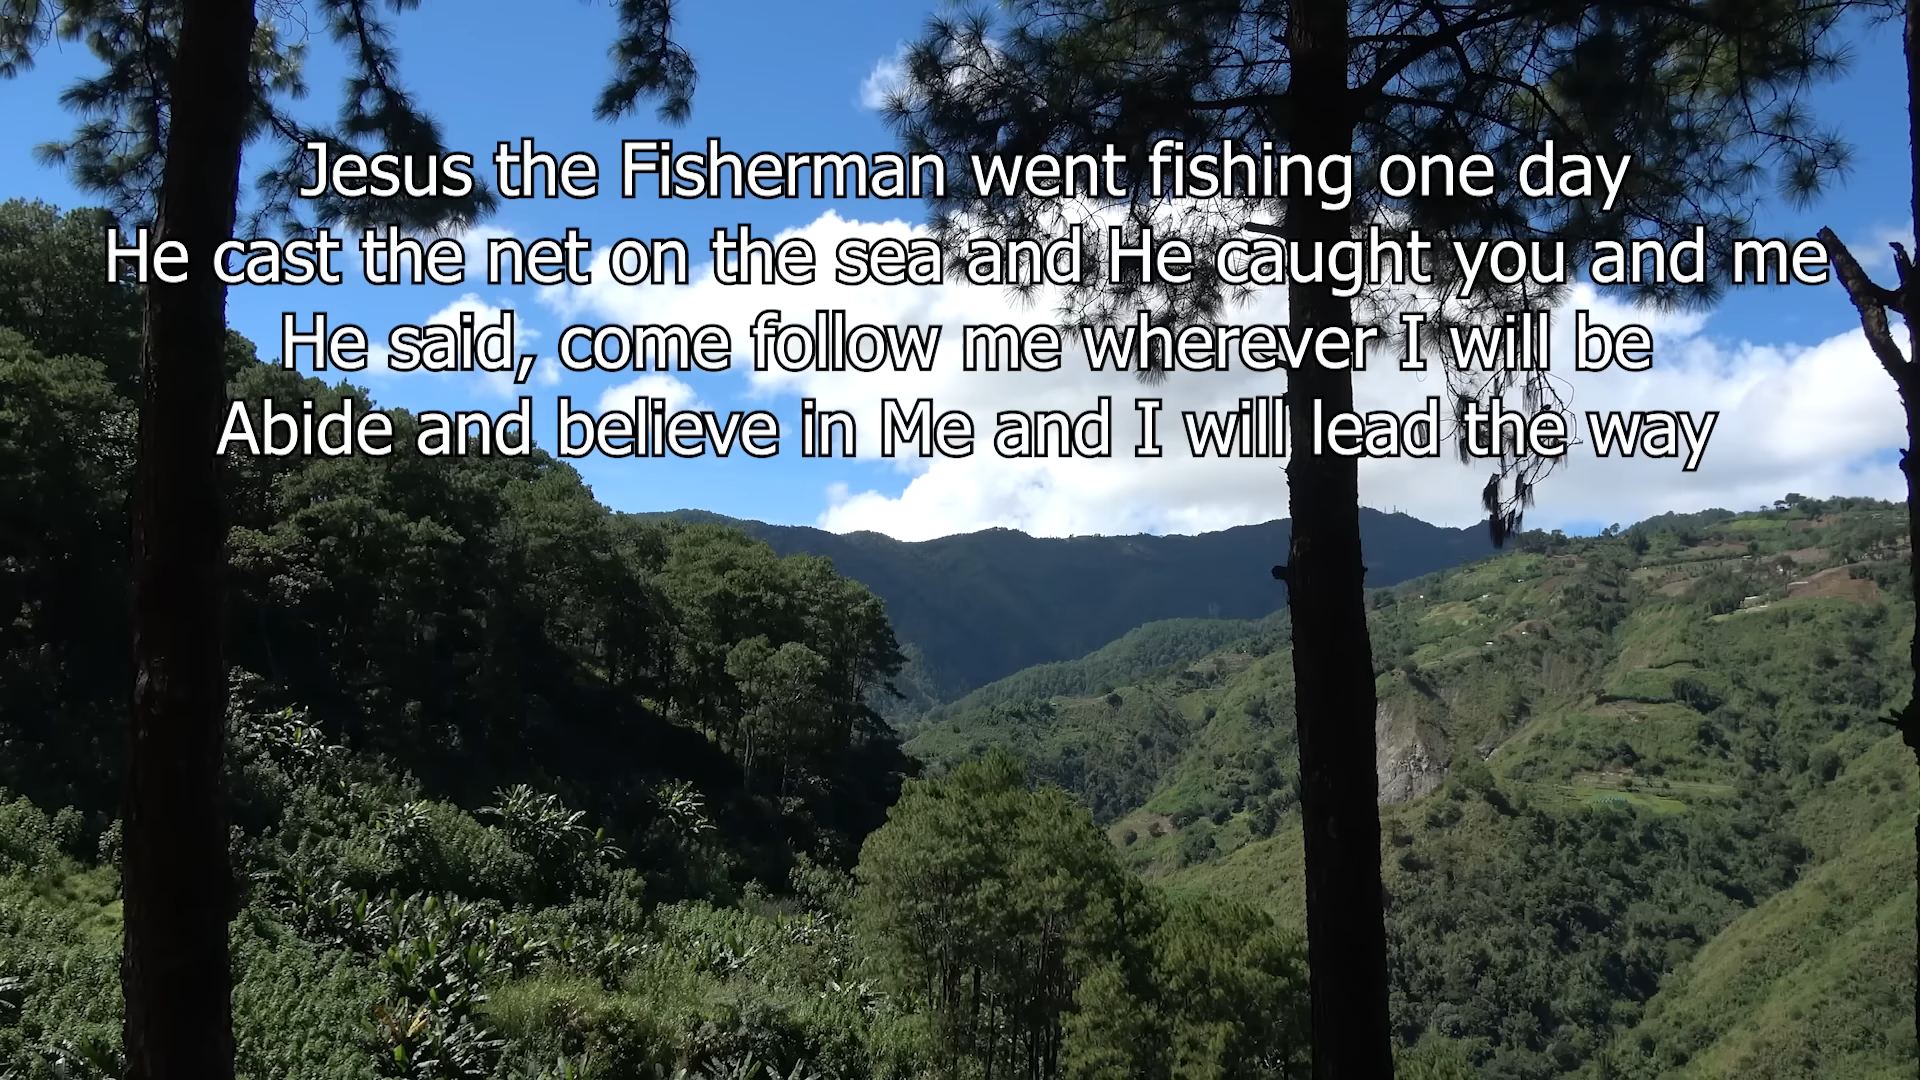 Jesus the Fisherman went fishing one day
He cast the net on the sea and He caught you and me
He said, come follow me wherever I will be
Abide and believe in Me and I will lead the way